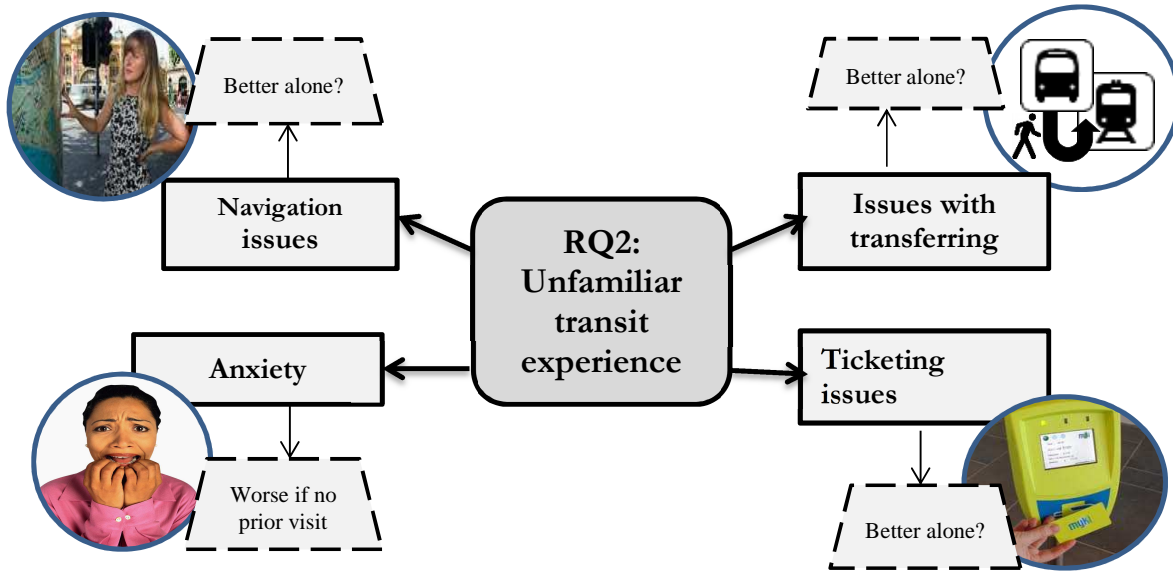 Better alone?
Navigation
issues
Better alone?
Issues with
transferring
RQ2:
Unfamiliar
transit
experience
Anxiety
Worse if no
prior visit
Ticketing
issues
Better alone?
myki